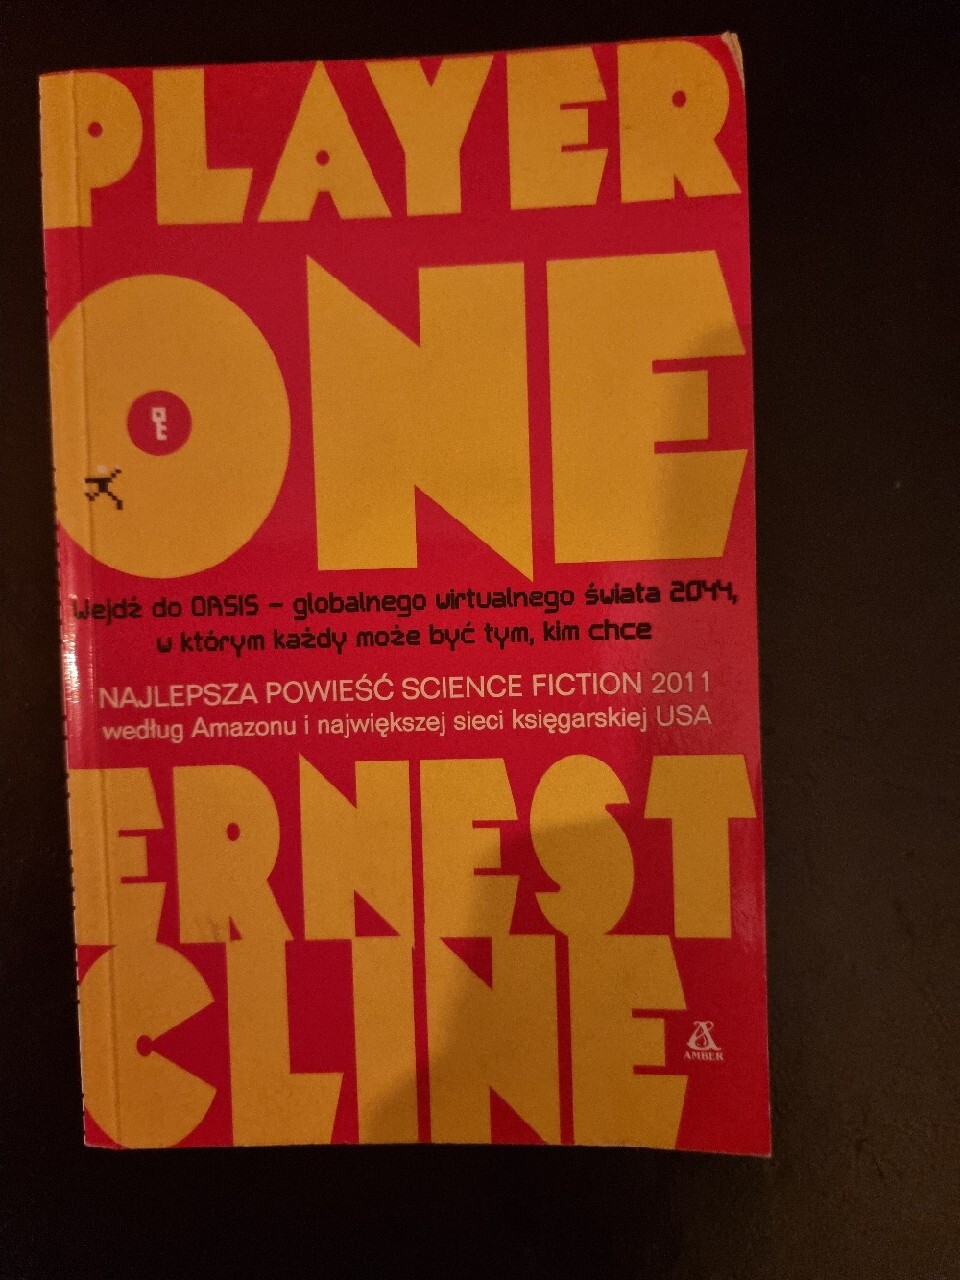 PLAYER
ONE
Wejdź do OASIS – globalnego wirtualnego świata 2044,
w którym każdy może być tym, kim chce
NAJLEPSZA POWIEŚĆ SCIENCE FICTION 2011
według Amazonu i największej sieci księgarskiej USA
ERNEST
CLINE
AMBER